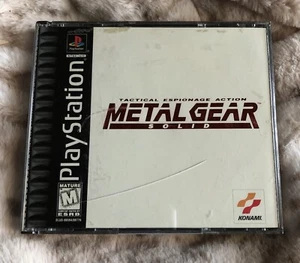 PlayStation
TACTICAL ESPIONAGE ACTION
METAL GEAR
SOLID
MATURE
M
ESRB
KONAMI